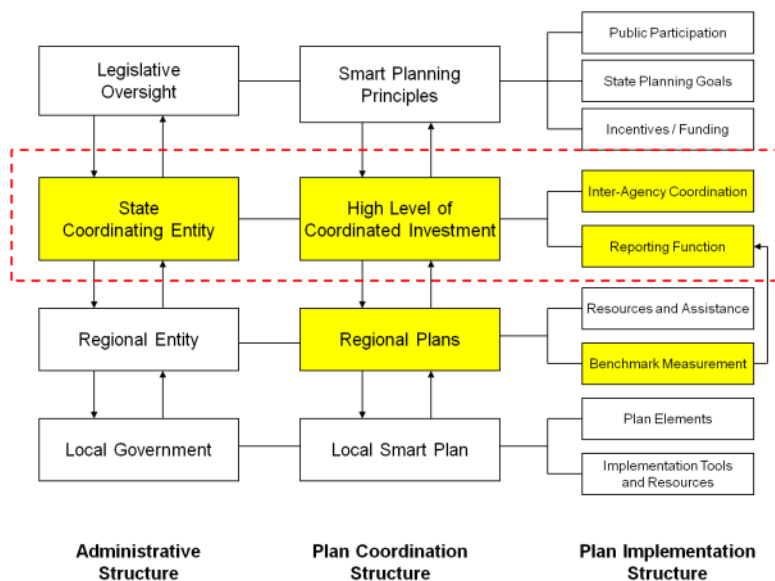 Legislative
Oversight
Smart Planning
Principles
Public Participation
State Planning Goals
Incentives / Funding
State
Coordinating Entity
High Level of
Coordinated Investment
Inter-Agency Coordination
Reporting Function
Regional Entity
Regional Plans
Resources and Assistance
Benchmark Measurement
Local Government
Local Smart Plan
Plan Elements
Implementation Tools
and Resources
Administrative
Structure
Plan Coordination
Structure
Plan Implementation
Structure